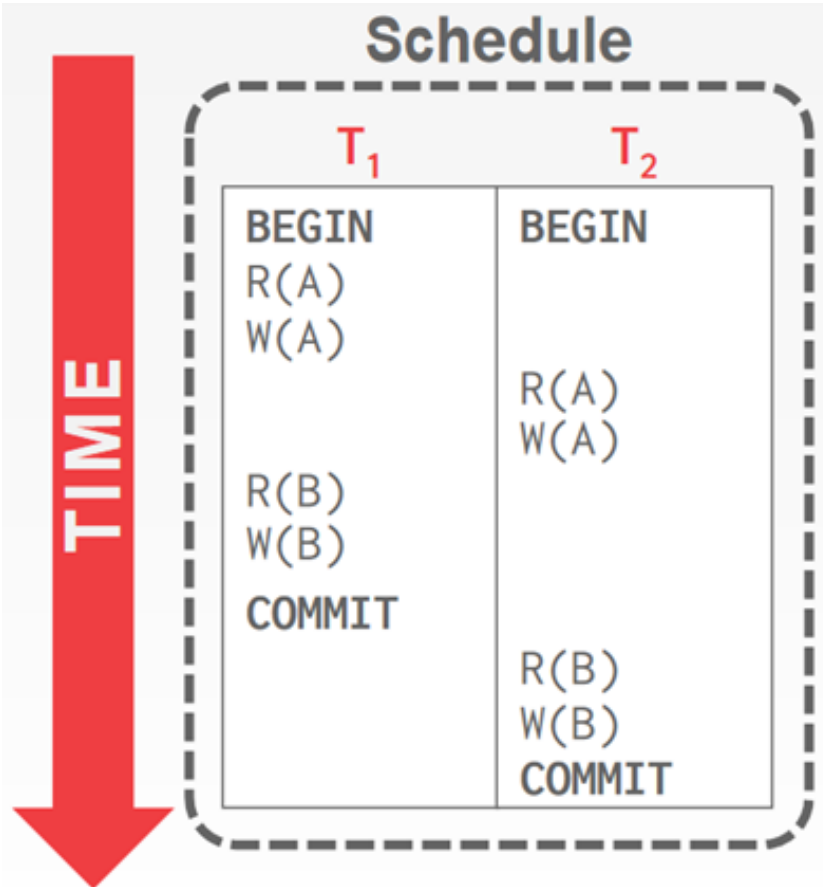 Schedule
TIME
T1 T2
BEGIN BEGIN
R(A)
W(A)
R(A)
W(A)
R(B)
W(B)
COMMIT
R(B)
W(B)
COMMIT